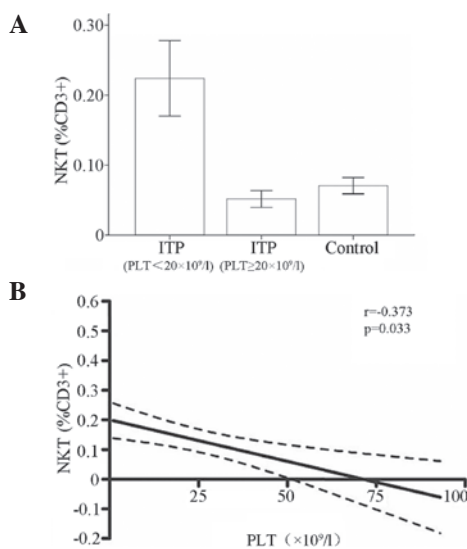 A
0.30
0.20
0.10
0
NKT (%CD3+)
ITP ITP Control
(PLT<20×10⁹/l) (PLT≥20×10⁹/l)
B
0.6
0.5
0.4
0.3
0.2
0.1
0
-0.1
-0.2
NKT (%CD3+)
r=-0.373
p=0.033
25 50 75 100
PLT (×10⁹/l)